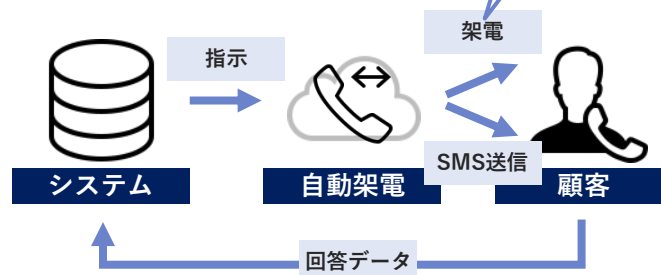 架電
指示
SMS送信
システム
自動架電
顧客
回答データ